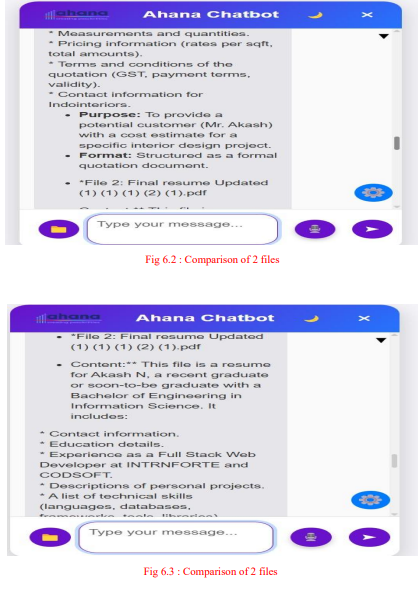 ahana
Ahana Chatbot
* Measurements and quantities.
* Pricing information (rates per sqft,
total amounts).
* Terms and conditions of the
quotation (GST, payment terms,
validity).
* Contact information for
Indointeriors.
• Purpose: To provide a
potential customer (Mr. Akash)
with a cost estimate for a
specific interior design project.
• Format: Structured as a formal
quotation document.
• *File 2: Final resume Updated
(1) (1) (1) (2) (1).pdf
Type your message...
Fig 6.2 : Comparison of 2 files
ahana
Ahana Chatbot
• *File 2: Final resume Updated
(1) (1) (1) (2) (1).pdf
• Content:** This file is a resume
for Akash N, a recent graduate
or soon-to-be graduate with a
Bachelor of Engineering in
Information Science. It
includes:
* Contact information.
* Education details.
* Experience as a Full Stack Web
Developer at INTRNFORTE and
CODSOFT.
* Descriptions of personal projects.
* A list of technical skills
(languages, databases,
frameworks, tools, libraries)
Type your message...
Fig 6.3 : Comparison of 2 files